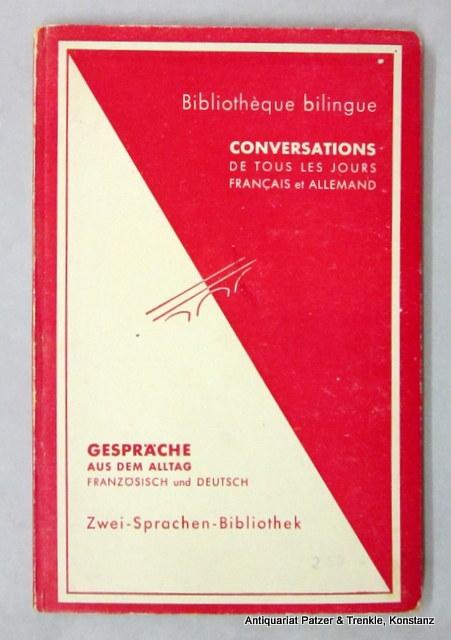 Bibliothèque bilingue
CONVERSATIONS
DE TOUS LES JOURS
FRANÇAIS et ALLEMAND
GESPRÄCHE
AUS DEM ALLTAG
FRANZÖSISCH und DEUTSCH
Zwei-Sprachen-Bibliothek
Antiquariat Patzer & Trenkle, Konstanz